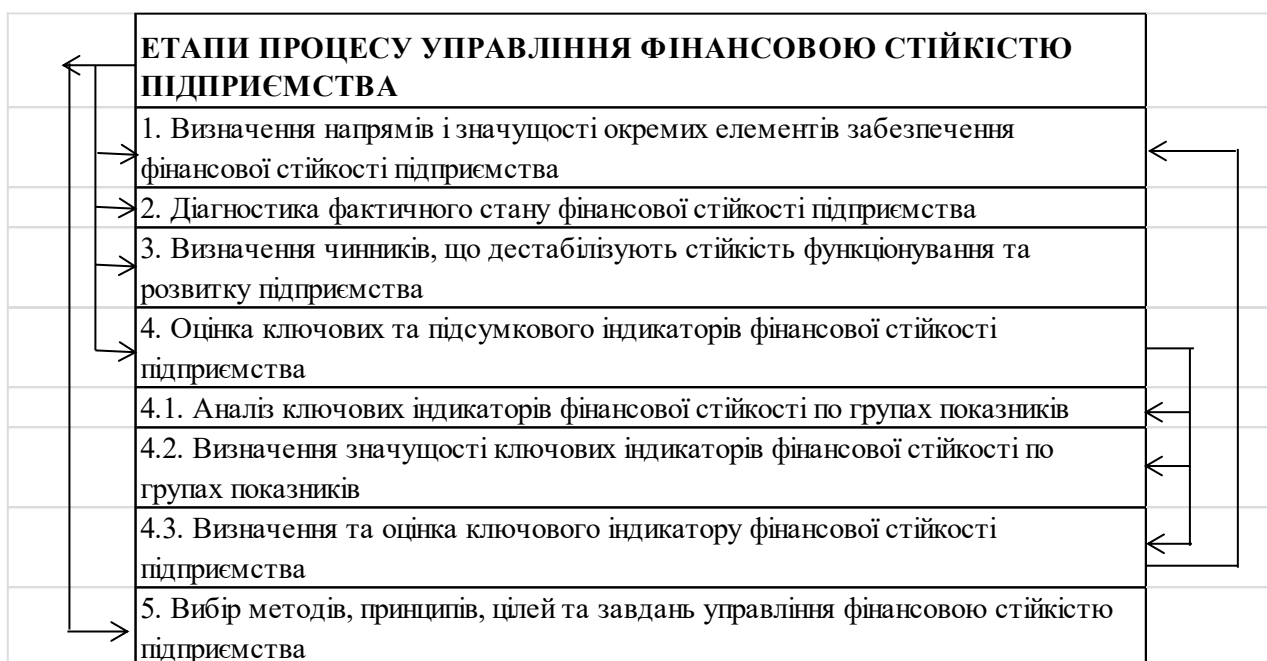 ЕТАПИ ПРОЦЕСУ УПРАВЛІННЯ ФІНАНСОВОЮ СТІЙКІСТЮ
ПІДПРИЄМСТВА
1. Визначення напрямів і значущості окремих елементів забезпечення
фінансової стійкості підприємства
2. Діагностика фактичного стану фінансової стійкості підприємства
3. Визначення чинників, що дестабілізують стійкість функціонування та
розвитку підприємства
4. Оцінка ключових та підсумкового індикаторів фінансової стійкості
підприємства
4.1. Аналіз ключових індикаторів фінансової стійкості по групах показників
4.2. Визначення значущості ключових індикаторів фінансової стійкості по
групах показників
4.3. Визначення та оцінка ключового індикатору фінансової стійкості
підприємства
5. Вибір методів, принципів, цілей та завдань управління фінансовою стійкістю
підприємства